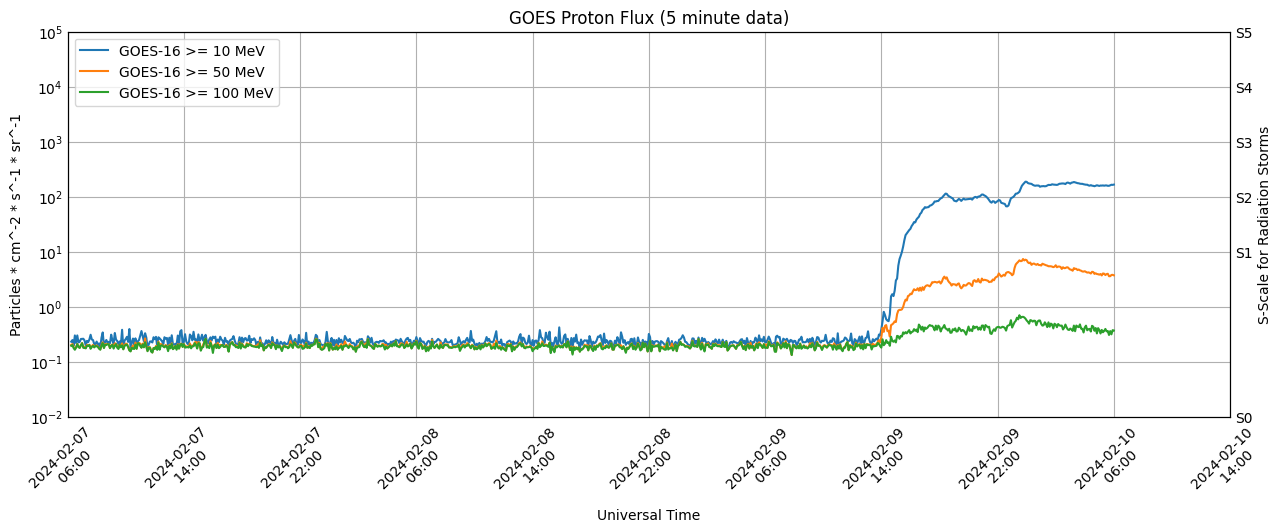 GOES Proton Flux (5 minute data)
GOES-16 >= 10 MeV
GOES-16 >= 50 MeV
GOES-16 >= 100 MeV
Particles * cm^-2 * s^-1 * sr^-1
10^5
10^4
10^3
10^2
10^1
10^0
10^-1
10^-2
S5
S4
S3
S2
S1
S0
S-Scale for Radiation Storms
2024-02-07
06:00
2024-02-07
14:00
2024-02-07
22:00
2024-02-08
06:00
2024-02-08
14:00
2024-02-08
22:00
2024-02-09
06:00
2024-02-09
14:00
2024-02-09
22:00
2024-02-10
06:00
2024-02-10
14:00
Universal Time